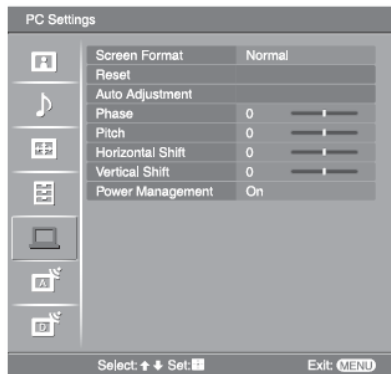 PC Settings
Screen Format Normal
Reset
Auto Adjustment
Phase 0
Pitch 0
Horizontal Shift 0
Vertical Shift 0
Power Management On
A
D
Select: Set: Exit: MENU